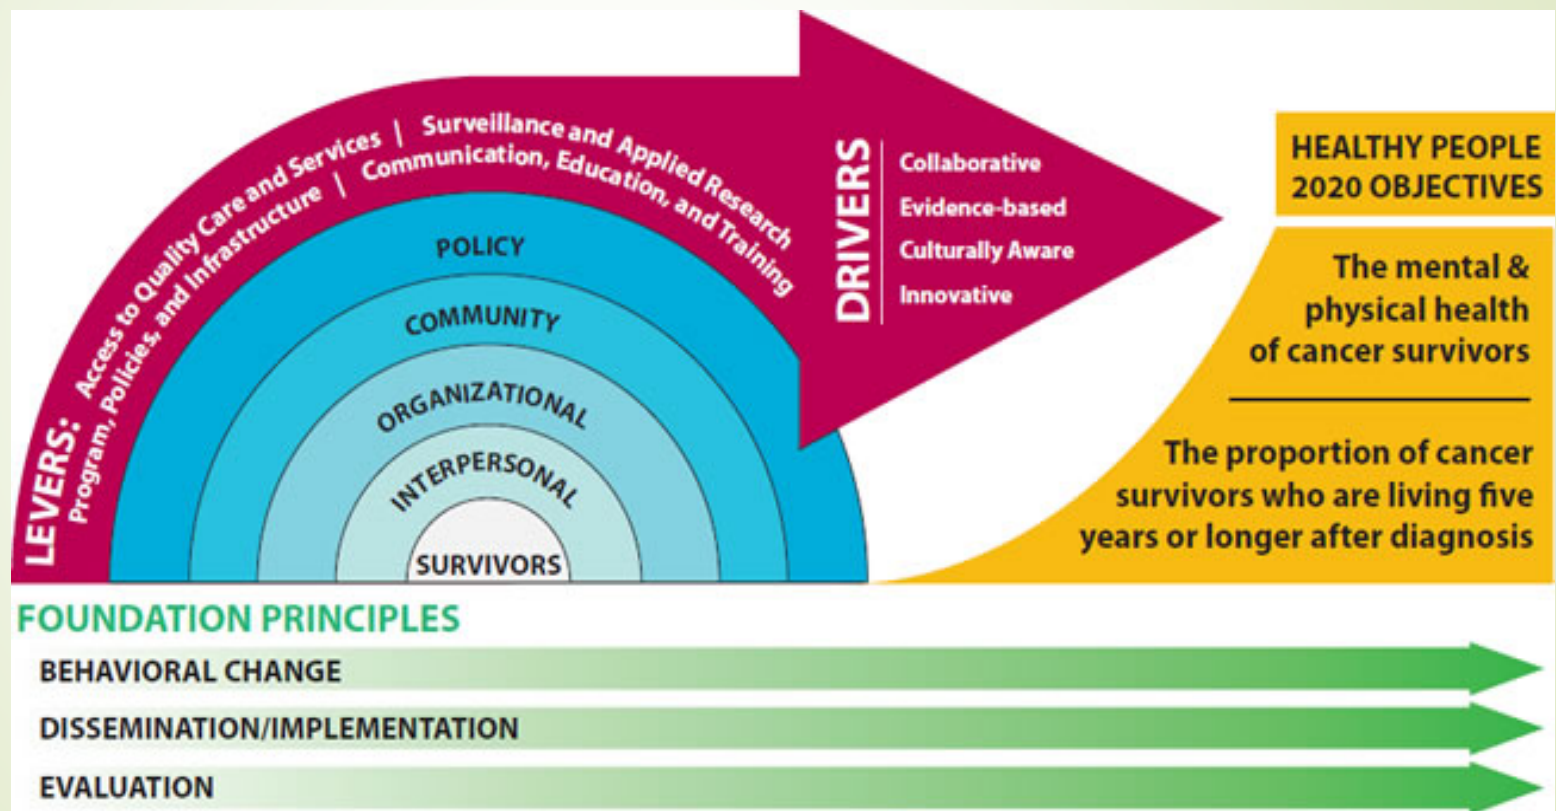 LEVERS:
Access to Quality Care and Services | Surveillance and Applied Research
Program, Policies, and Infrastructure | Communication, Education, and Training
POLICY
COMMUNITY
ORGANIZATIONAL
INTERPERSONAL
SURVIVORS
DRIVERS
Collaborative
Evidence-based
Culturally Aware
Innovative
HEALTHY PEOPLE
2020 OBJECTIVES
The mental &
physical health
of cancer survivors
The proportion of cancer
survivors who are living five
years or longer after diagnosis
FOUNDATION PRINCIPLES
BEHAVIORAL CHANGE
DISSEMINATION/IMPLEMENTATION
EVALUATION